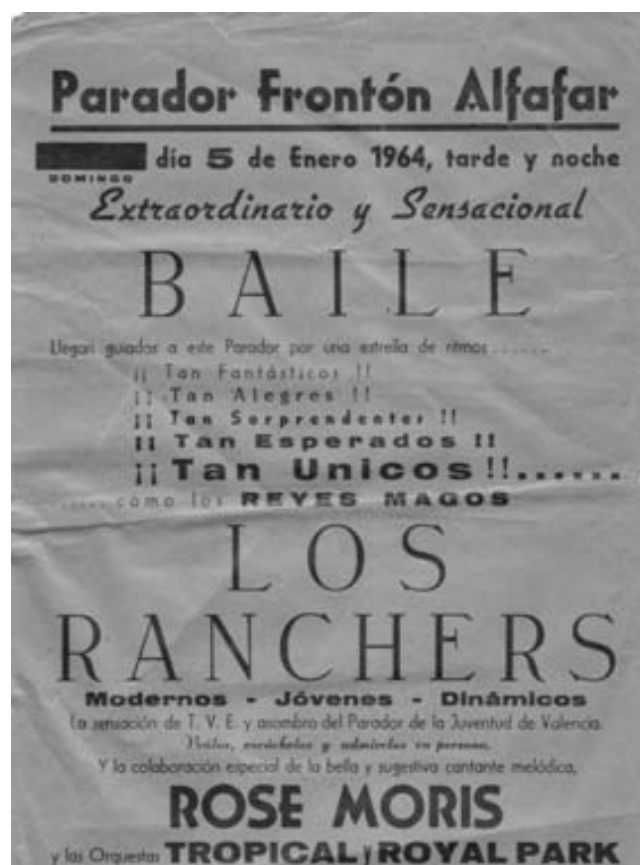 Parador Frontón Alfafar
día 5 de Enero 1964, tarde y noche
DOMINGO
Extraordinario y Sensacional
BAILE
Llegan guiados a este Parador por una estrella de ritmos ......
¡¡ Tan Fantásticos !!
¡¡ Tan Alegres !!
¡¡ Tan Sorprendentes !!
¡¡ Tan Esperados !!
¡¡ Tan Unicos !!......
..... como los REYES MAGOS
LOS
RANCHERS
Modernos - Jóvenes - Dinámicos
La sensación de T. V. E. y asombro del Parador de la Juventud de Valencia.
escúchelos y admírelos en persona.
Y la colaboración especial de la bella y sugestiva cantante melódica,
ROSE MORIS
y las Orquestas TROPICAL y ROYAL PARK